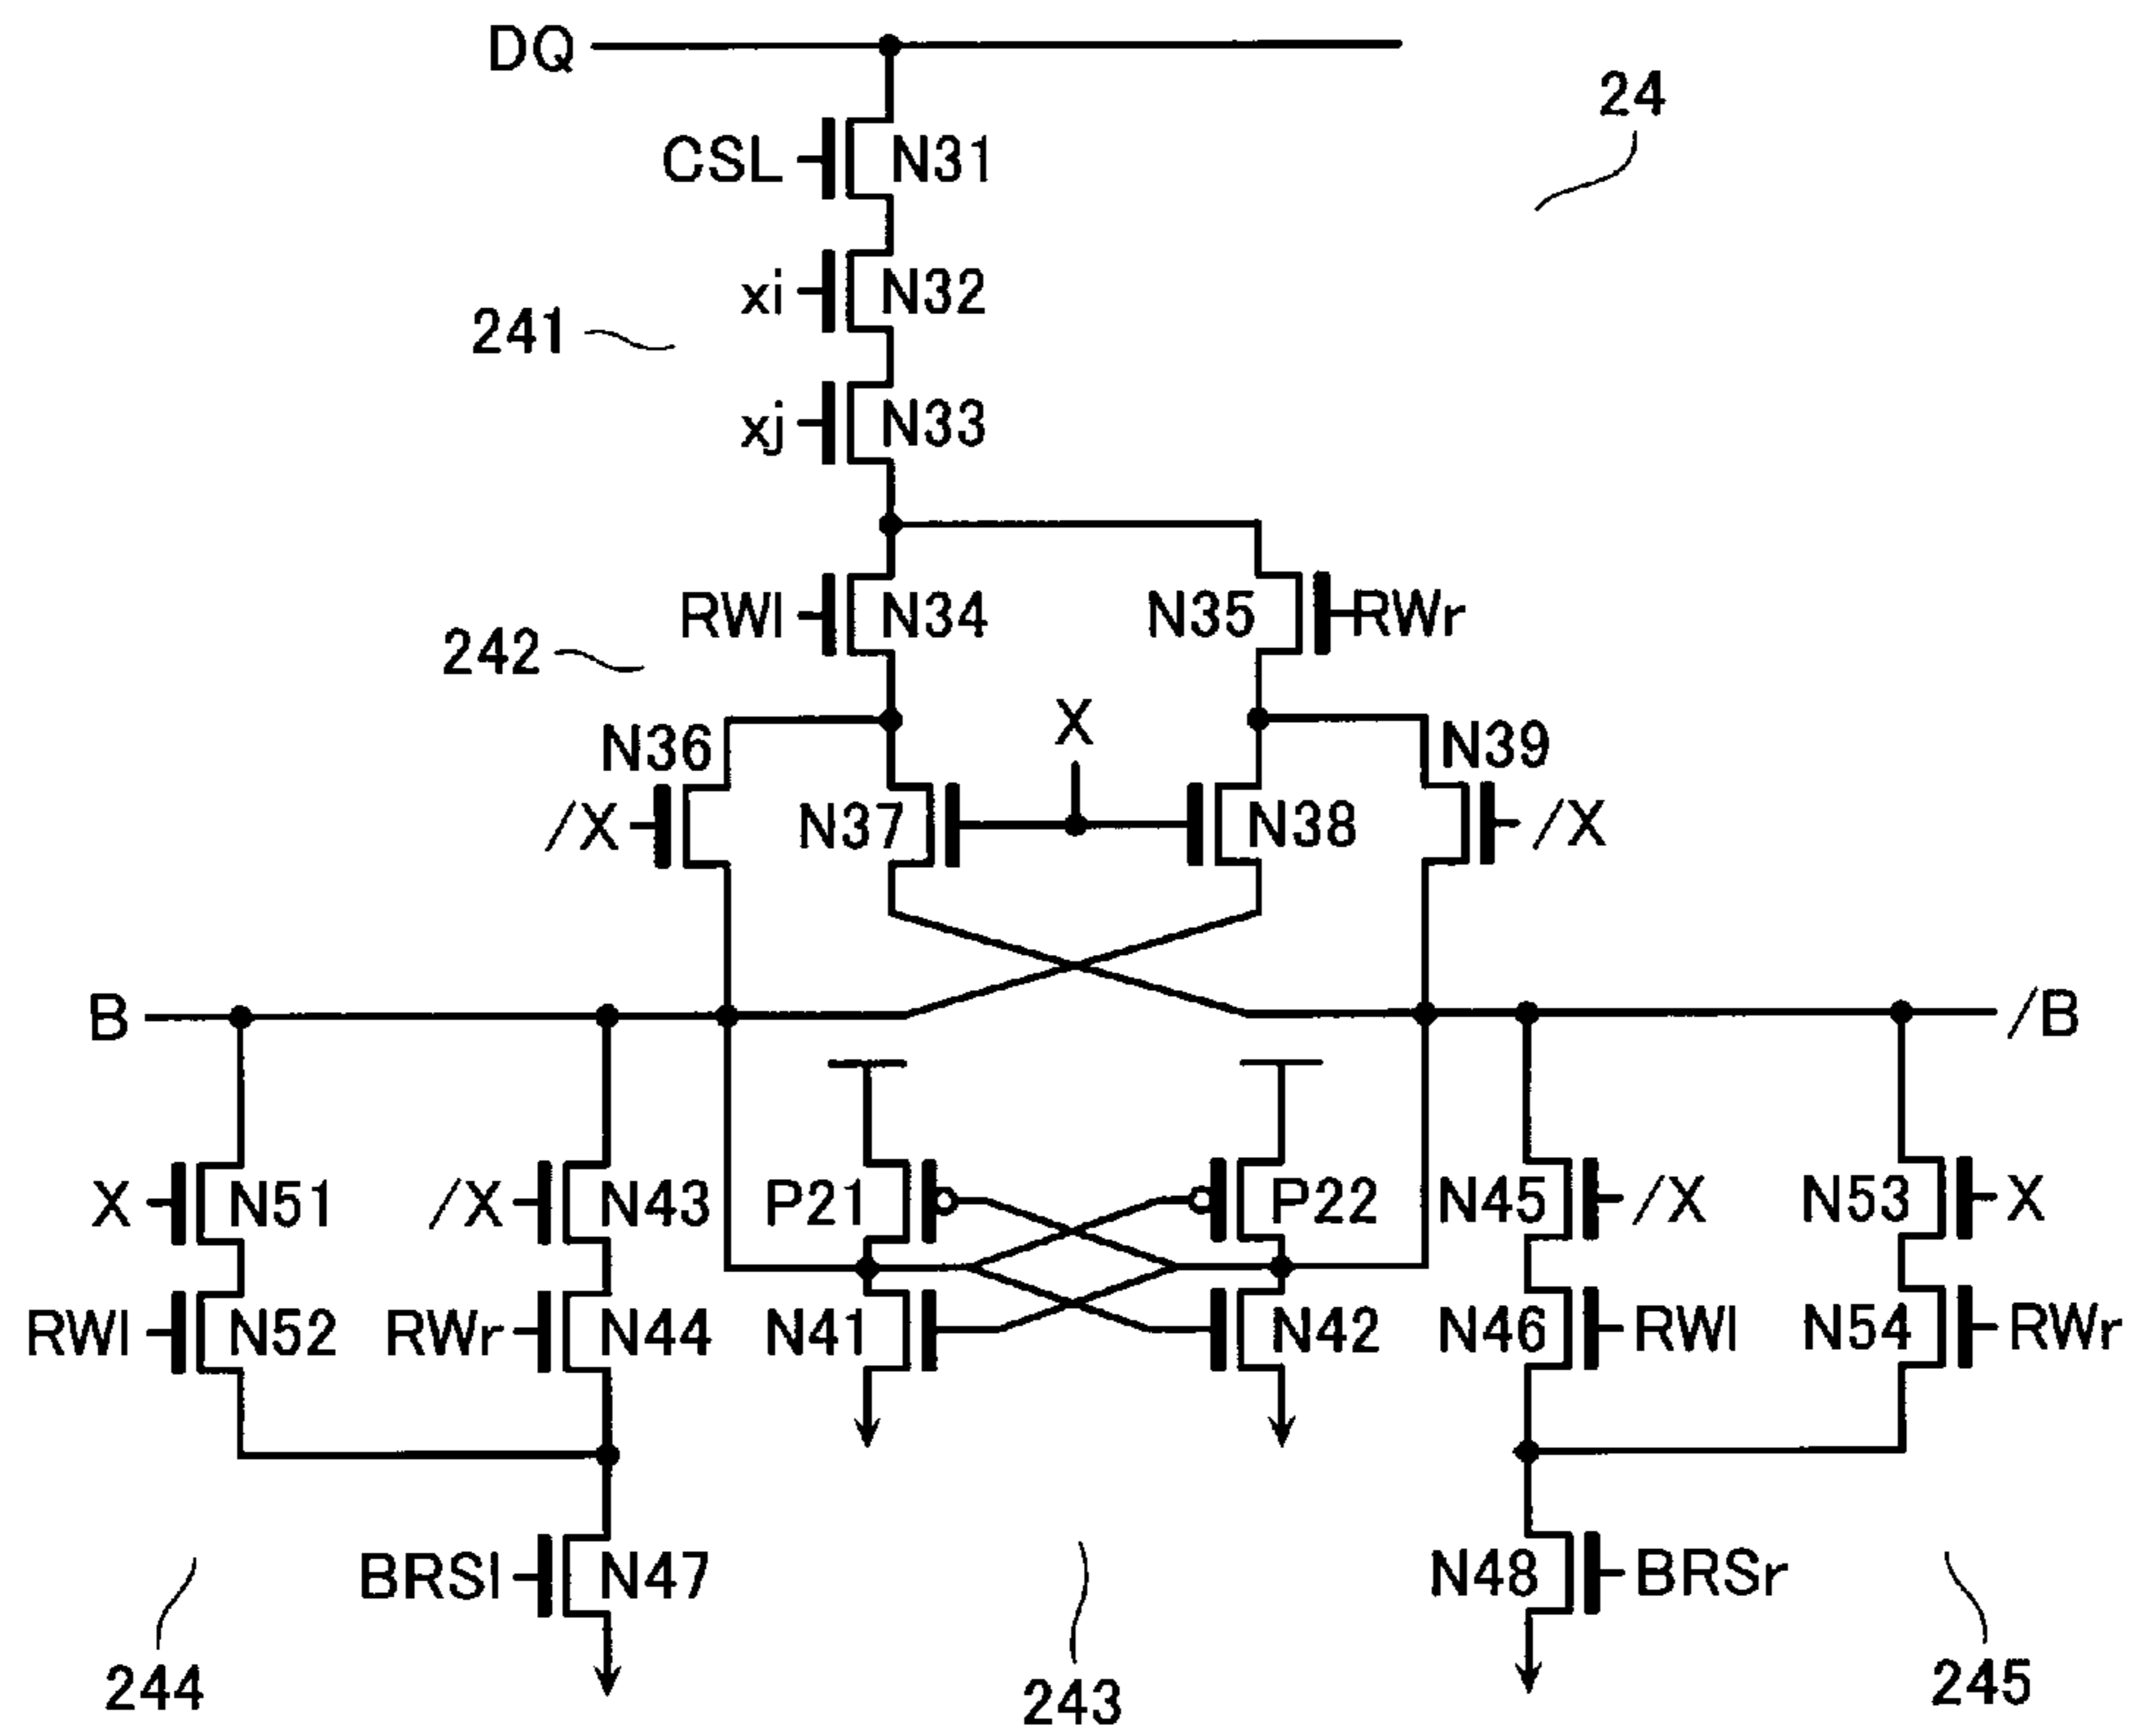 DQ
24
CSL
N31
xi
N32
241
xj
N33
RWl
N34
N35
RWr
242
X
N36
N39
/X
N37
N38
/X
B
/B
X
N51
/X
N43
P21
P22
N45
/X
N53
X
RWl
N52
RWr
N44
N41
N42
N46
RWl
N54
RWr
BRSl
N47
N48
BRSr
244
243
245